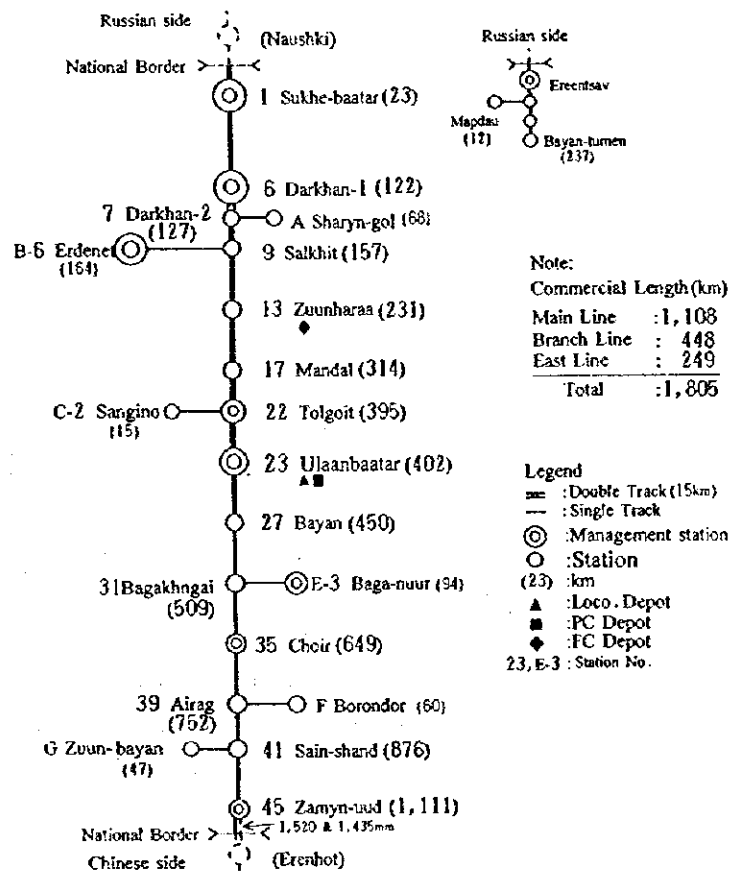 Russian side
(Naushki)
National Border
1 Sukhe-baatar (23)
6 Darkhan-1 (122)
7 Darkhan-2
(127)
A Sharyn-gol (68)
B-6 Erdenet
(164)
9 Salkhit (157)
13 Zuunharaa (231)
17 Mandal (314)
C-2 Sangino
(15)
22 Tolgoit (395)
23 Ulaanbaatar (402)
27 Bayan (450)
31Bagakhngai
(509)
E-3 Baga-nuur (94)
35 Choir (649)
39 Airag
(752)
F Borondor (60)
G Zuun-bayan
(47)
41 Sain-shand (876)
45 Zamyn-uud (1,111)
1,520 & 1,435mm
National Border
Chinese side
(Erenhot)
Russian side
Ereentsav
Mapdau
(12)
Bayan-tumen
(237)
Note:
Commercial Length(km)
Main Line :1,108
Branch Line : 448
East Line : 249
Total :1,805
Legend
:Double Track (15km)
:Single Track
:Management station
:Station
(23) :km
:Loco.Depot
:PC Depot
:FC Depot
23, E-3 : Station No.